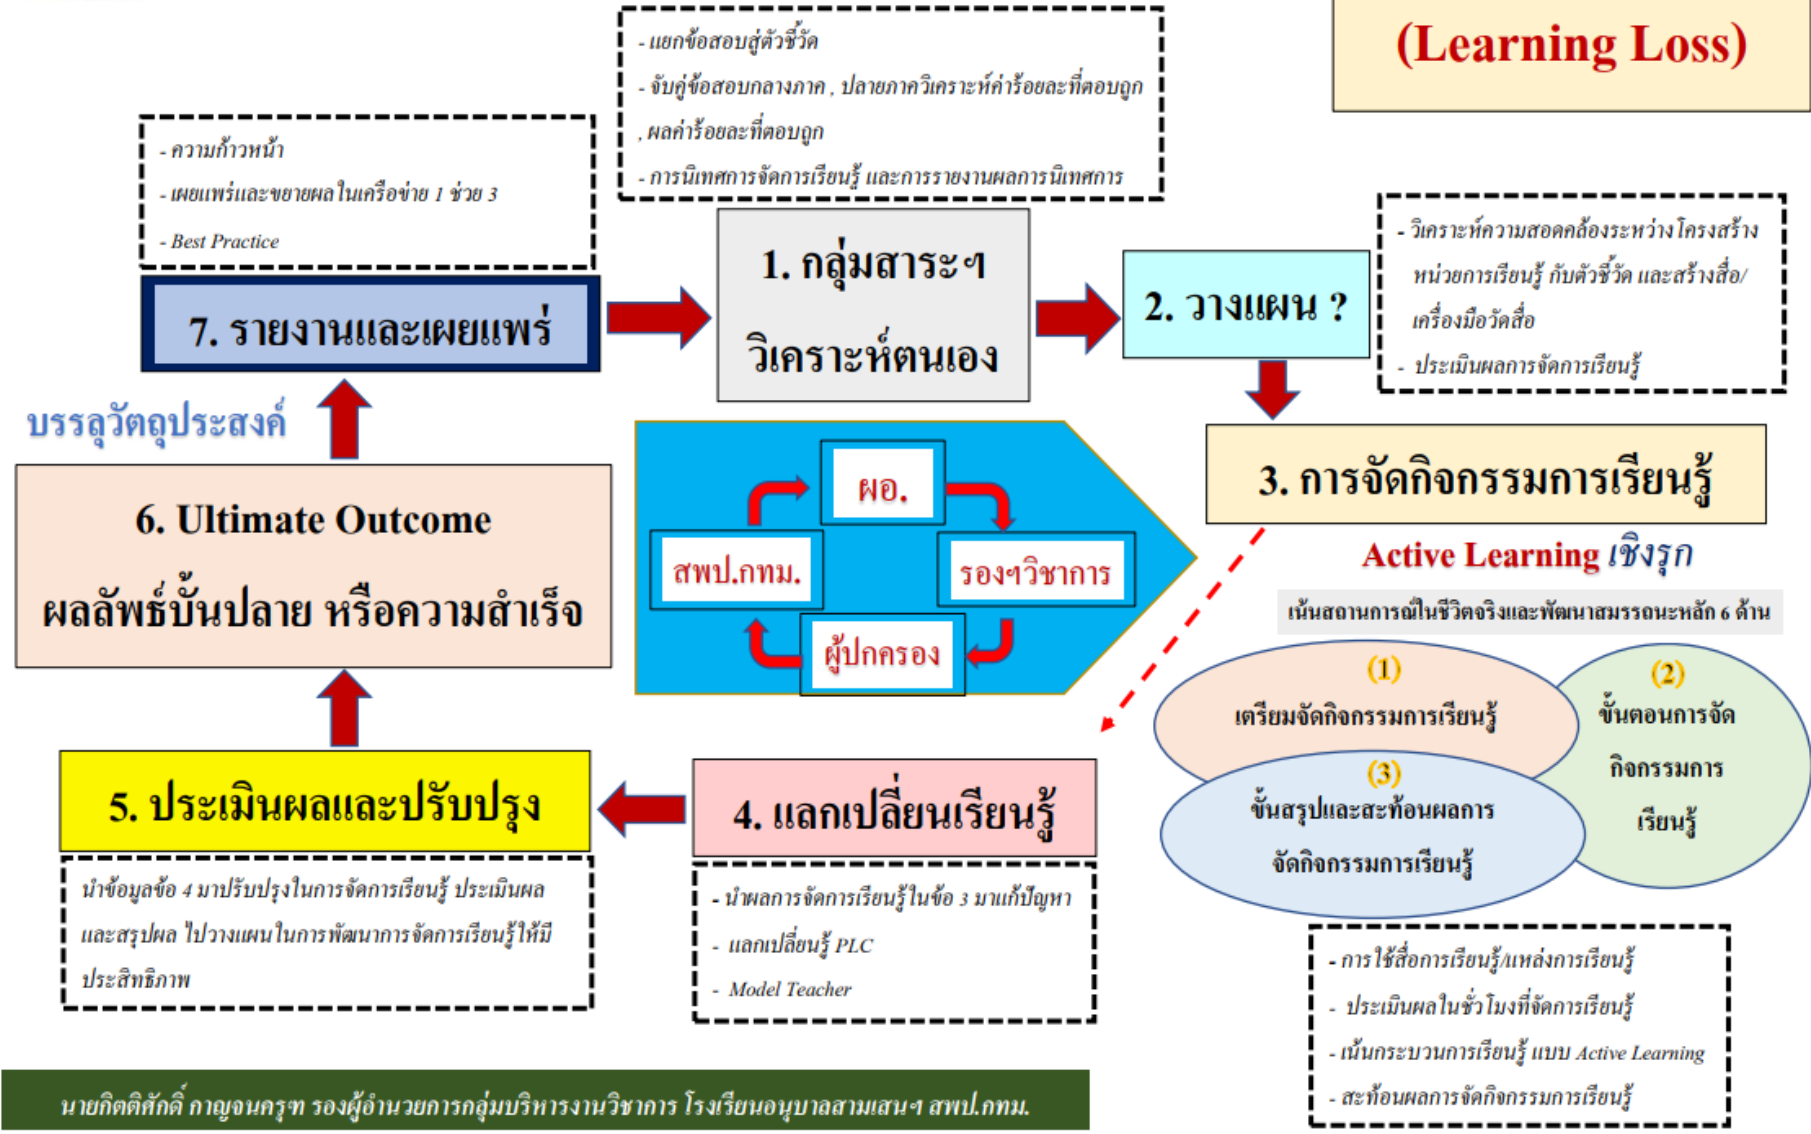 (Learning Loss)
- แยกข้อสอบสู่ตัวชี้วัด
- จับคู่ข้อสอบกลางภาค , ปลายภาควิเคราะห์ค่าร้อยละที่ตอบถูก
, ผลค่าร้อยละที่ตอบถูก
- การนิเทศการจัดการเรียนรู้ และการรายงานผลการนิเทศการ
1. กลุ่มสาระฯ
วิเคราะห์ตนเอง
2. วางแผน ?
- วิเคราะห์ความสอดคล้องระหว่างโครงสร้าง
หน่วยการเรียนรู้ กับตัวชี้วัด และสร้างสื่อ/
เครื่องมือวัดสื่อ
- ประเมินผลการจัดการเรียนรู้
3. การจัดกิจกรรมการเรียนรู้
Active Learning เชิงรุก
เน้นสถานการณ์ในชีวิตจริงและพัฒนาสมรรถนะหลัก 6 ด้าน
(1)
เตรียมจัดกิจกรรมการเรียนรู้
(2)
ขั้นตอนการจัด
กิจกรรมการ
เรียนรู้
(3)
ขั้นสรุปและสะท้อนผลการ
จัดกิจกรรมการเรียนรู้
- การใช้สื่อการเรียนรู้/แหล่งการเรียนรู้
- ประเมินผลในชั่วโมงที่จัดการเรียนรู้
- เน้นกระบวนการเรียนรู้ แบบ Active Learning
- สะท้อนผลการจัดกิจกรรมการเรียนรู้
4. แลกเปลี่ยนเรียนรู้
- นำผลการจัดการเรียนรู้ในข้อ 3 มาแก้ปัญหา
- แลกเปลี่ยนรู้ PLC
- Model Teacher
5. ประเมินผลและปรับปรุง
นำข้อมูลข้อ 4 มาปรับปรุงในการจัดการเรียนรู้ ประเมินผล
และสรุปผล ไปวางแผนในการพัฒนาการจัดการเรียนรู้ให้มี
ประสิทธิภาพ
6. Ultimate Outcome
ผลลัพธ์บั้นปลาย หรือความสำเร็จ
บรรลุวัตถุประสงค์
7. รายงานและเผยแพร่
- ความก้าวหน้า
- เผยแพร่และขยายผลในเครือข่าย 1 ช่วย 3
- Best Practice
ผอ.
รองฯวิชาการ
ผู้ปกครอง
สพป.กทม.
นายกิตติศักดิ์ กาญจนครุฑ รองผู้อำนวยการกลุ่มบริหารงานวิชาการ โรงเรียนอนุบาลสามเสนฯ สพป.กทม.